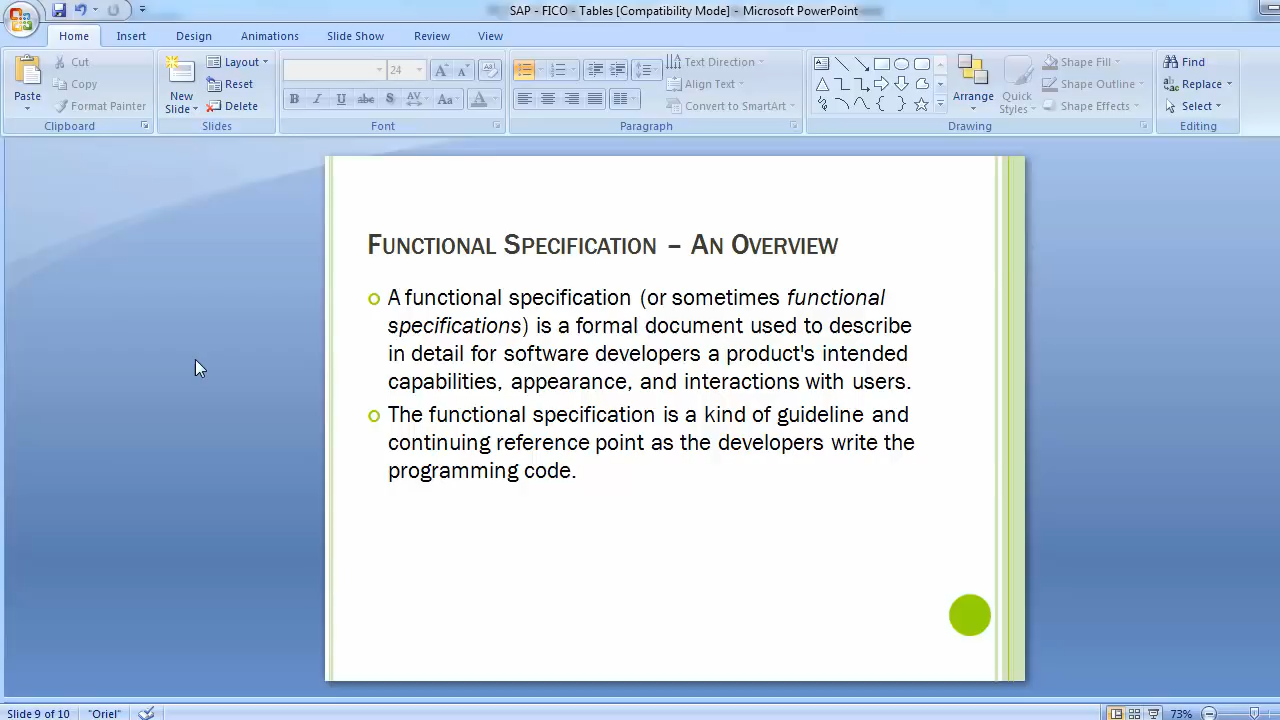 SAP - FICO - Tables [Compatibility Mode] - Microsoft PowerPoint
Home Insert Design Animations Slide Show Review View
Paste Cut Copy Format Painter Clipboard
New Slide Layout Reset Delete Slides
24 B I U abc S AV Aa A Font
Text Direction Align Text Convert to SmartArt Paragraph
Arrange Quick Styles Shape Fill Shape Outline Shape Effects Drawing
Find Replace Select Editing
FUNCTIONAL SPECIFICATION – AN OVERVIEW
A functional specification (or sometimes functional
specifications) is a formal document used to describe
in detail for software developers a product's intended
capabilities, appearance, and interactions with users.
The functional specification is a kind of guideline and
continuing reference point as the developers write the
programming code.
Slide 9 of 10 "Oriel" 73%